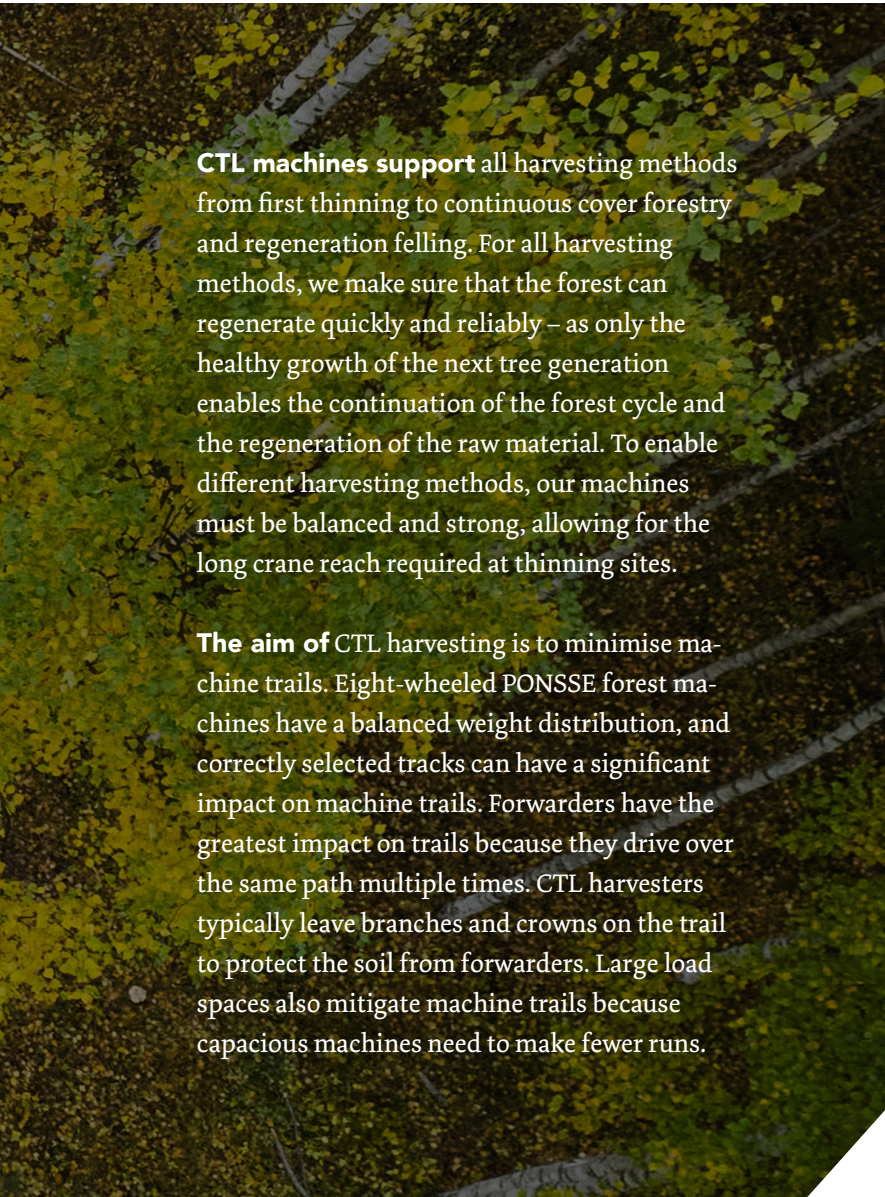 CTL machines support all harvesting methods
from first thinning to continuous cover forestry
and regeneration felling. For all harvesting
methods, we make sure that the forest can
regenerate quickly and reliably – as only the
healthy growth of the next tree generation
enables the continuation of the forest cycle and
the regeneration of the raw material. To enable
different harvesting methods, our machines
must be balanced and strong, allowing for the
long crane reach required at thinning sites.
The aim of CTL harvesting is to minimise ma-
chine trails. Eight-wheeled PONSSE forest ma-
chines have a balanced weight distribution, and
correctly selected tracks can have a significant
impact on machine trails. Forwarders have the
greatest impact on trails because they drive over
the same path multiple times. CTL harvesters
typically leave branches and crowns on the trail
to protect the soil from forwarders. Large load
spaces also mitigate machine trails because
capacious machines need to make fewer runs.